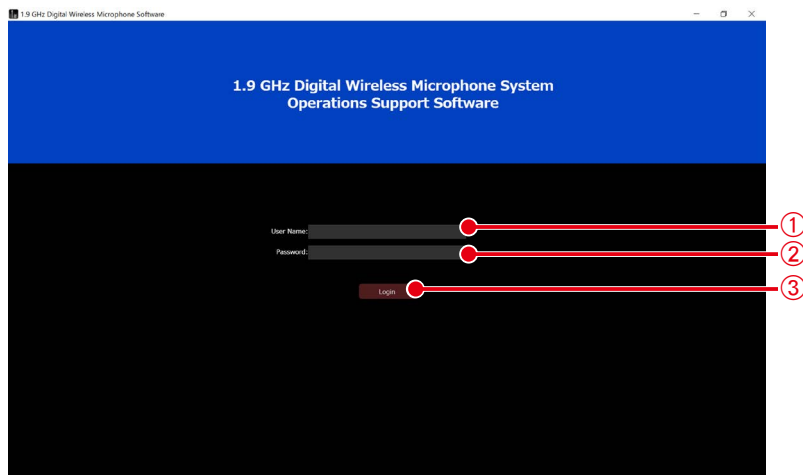 1.9 GHz Digital Wireless Microphone Software
1.9 GHz Digital Wireless Microphone System
Operations Support Software
User Name:
①
Password:
②
Login
③